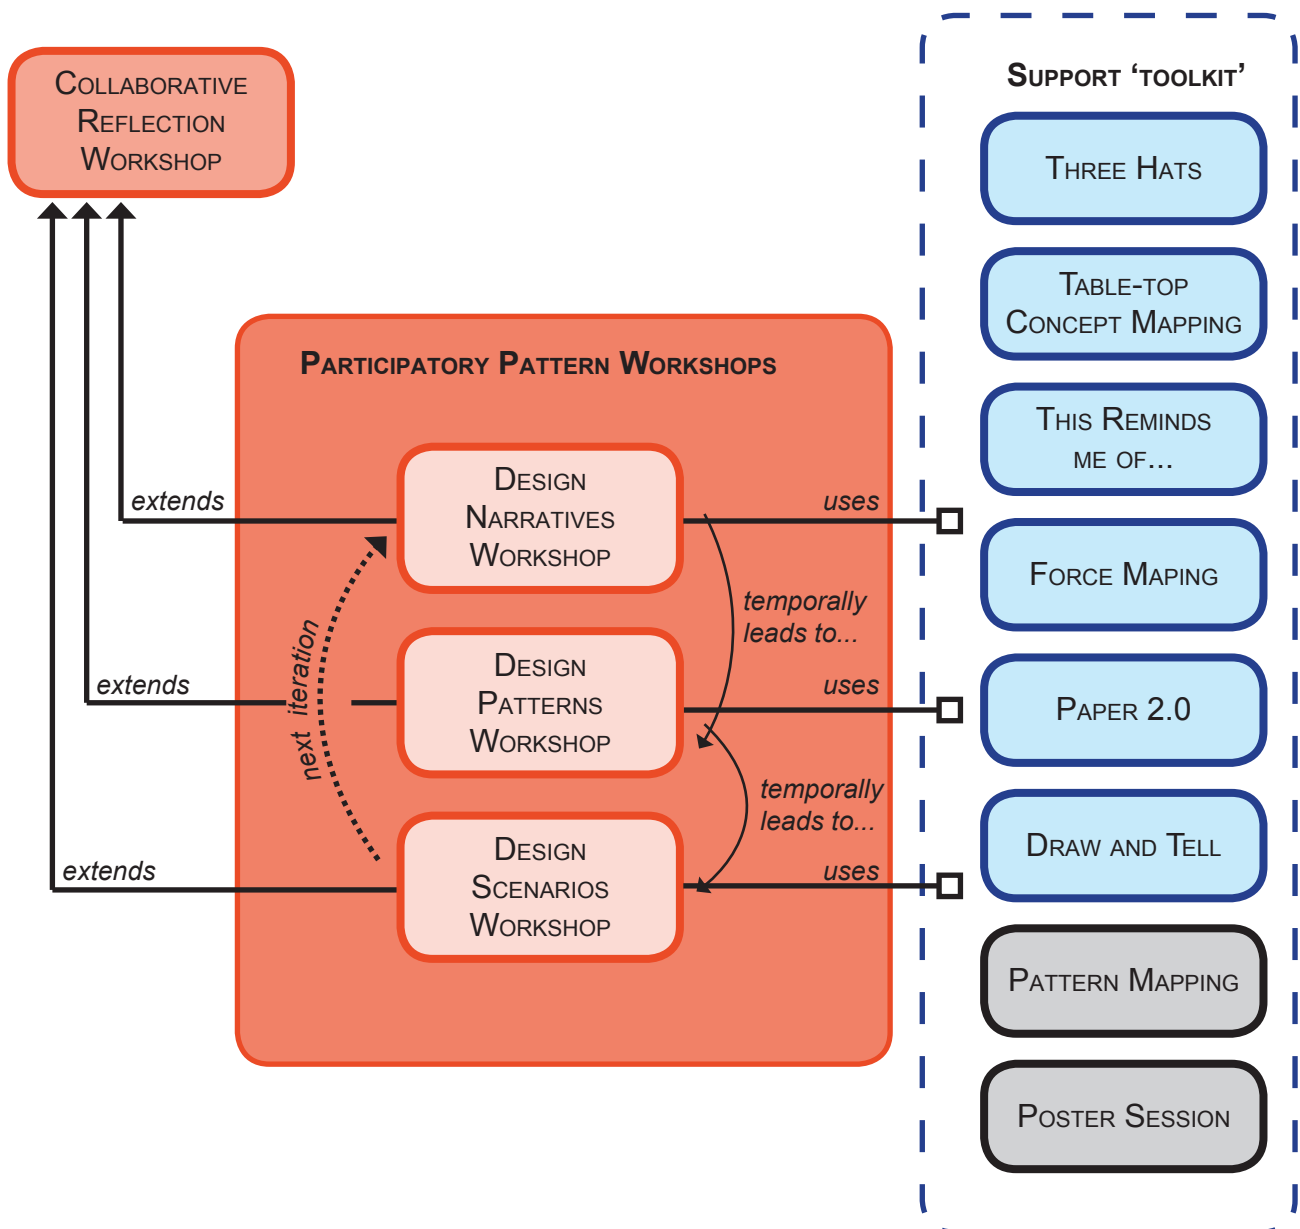 Collaborative
Reflection
Workshop
Participatory Pattern Workshops
Design
Narratives
Workshop
Design
Patterns
Workshop
Design
Scenarios
Workshop
extends
extends
extends
next iteration
uses
uses
uses
temporally
leads to...
temporally
leads to...
Support ‘toolkit’
Three Hats
Table-top
Concept Mapping
This Reminds
me of...
Force Maping
Paper 2.0
Draw and Tell
Pattern Mapping
Poster Session